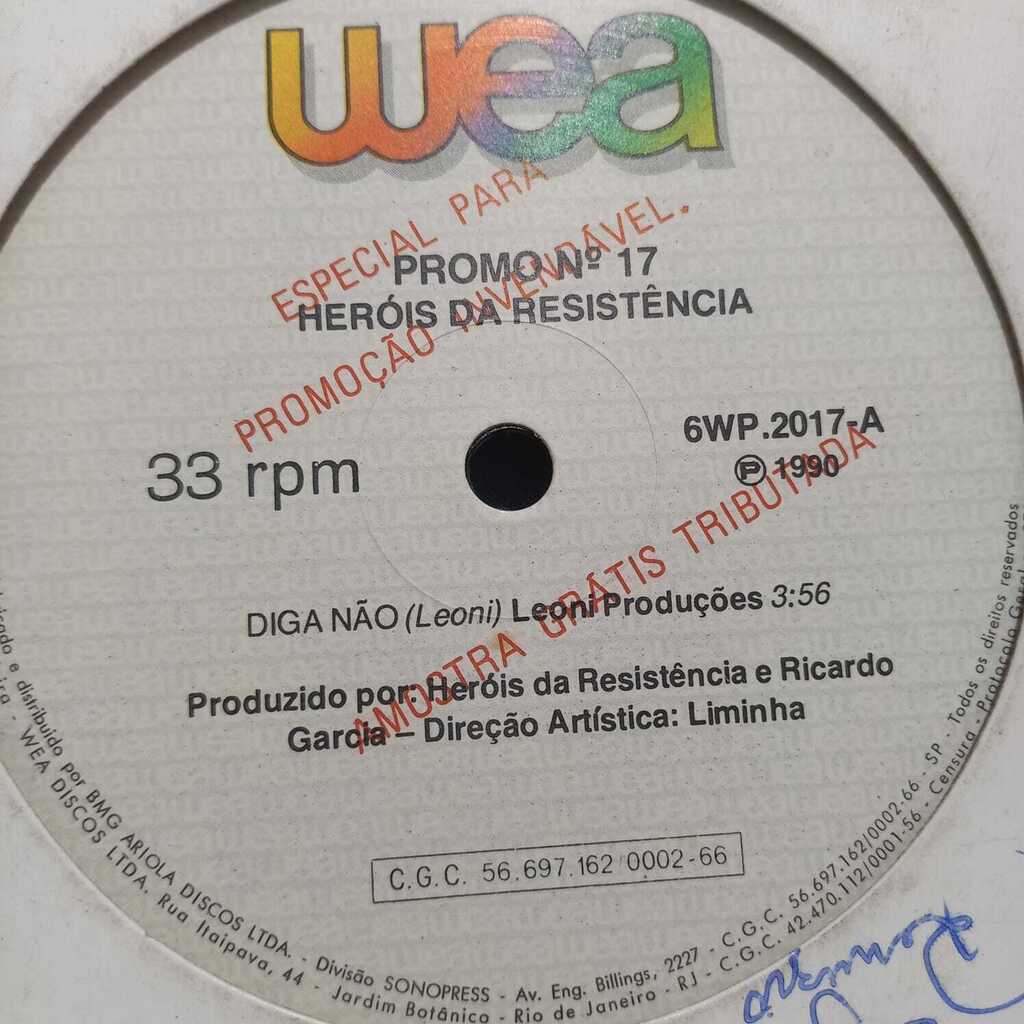 wea
ESPECIAL PARA
PROMOÇÃO INVENDÁVEL.
PROMO Nº 17
HERÓIS DA RESISTÊNCIA
33 rpm
6WP.2017-A
℗ 1990
AMOSTRA GRÁTIS TRIBUTADA
DIGA NÃO (Leoni) Leoni Produções 3:56
Produzido por: Heróis da Resistência e Ricardo
Garcia – Direção Artística: Liminha
C.G.C. 56.697.162 0002-66
e distribuído por BMG ARIOLA DISCOS LTDA. - Divisão SONOPRESS - Av. Eng. Billings, 2227 - C.G.C. 56.697.162/0002-66 - SP - Todos os direitos reservados
- WEA DISCOS LTDA. Rua Itaipava, 44 - Jardim Botânico - Rio de Janeiro - RJ - C.G.C. 42.470.112/0001-56 - Censura - Protocolo Geral